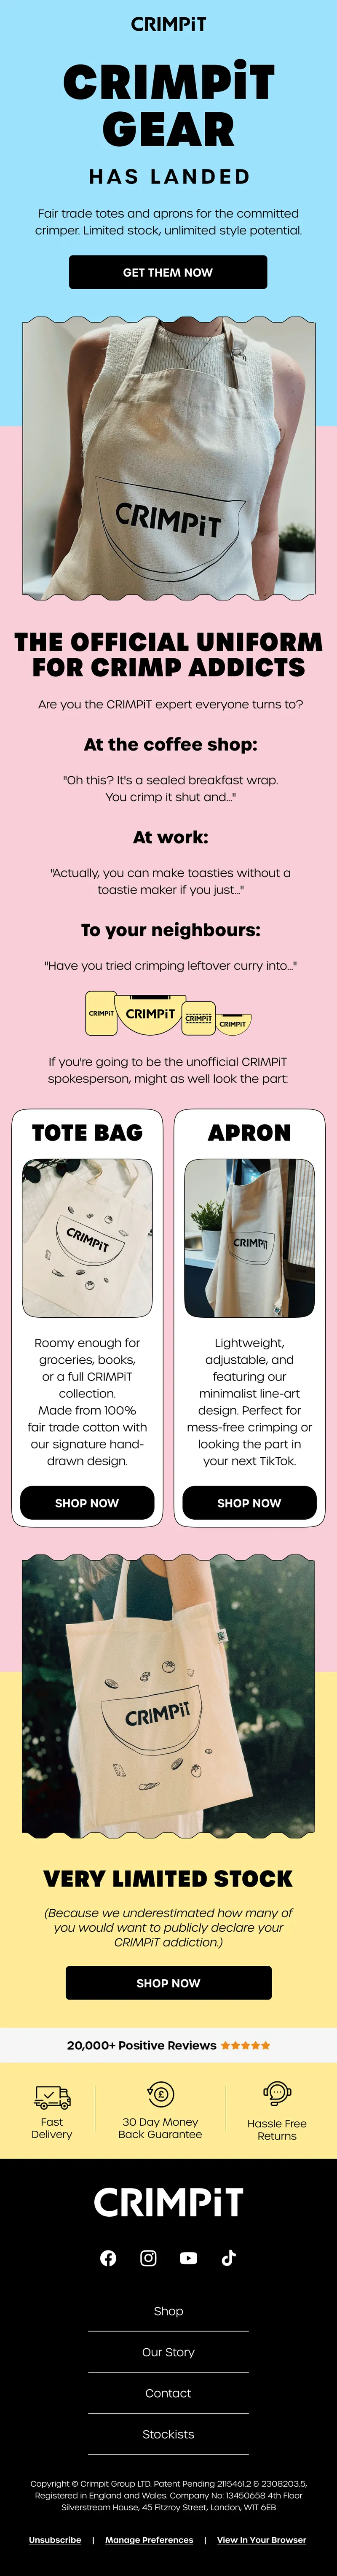 CRIMPiT
CRIMPiT
GEAR
HAS LANDED
Fair trade totes and aprons for the committed
crimper. Limited stock, unlimited style potential.
GET THEM NOW
CRIMPiT
THE OFFICIAL UNIFORM
FOR CRIMP ADDICTS
Are you the CRIMPiT expert everyone turns to?
At the coffee shop:
"Oh this? It's a sealed breakfast wrap.
You crimp it shut and..."
At work:
"Actually, you can make toasties without a
toastie maker if you just..."
To your neighbours:
"Have you tried crimping leftover curry into..."
CRIMPiT
CRIMPiT
CRIMPiT
CRIMPiT
If you're going to be the unofficial CRIMPiT
spokesperson, might as well look the part:
TOTE BAG
CRIMPiT
Roomy enough for
groceries, books,
or a full CRIMPiT
collection.
Made from 100%
fair trade cotton with
our signature hand-
drawn design.
SHOP NOW
APRON
CRIMPiT
Lightweight,
adjustable, and
featuring our
minimalist line-art
design. Perfect for
mess-free crimping or
looking the part in
your next TikTok.
SHOP NOW
CRIMPiT
VERY LIMITED STOCK
(Because we underestimated how many of
you would want to publicly declare your
CRIMPiT addiction.)
SHOP NOW
20,000+ Positive Reviews
Fast
Delivery
£
30 Day Money
Back Guarantee
Hassle Free
Returns
CRIMPiT
Shop
Our Story
Contact
Stockists
Copyright © Crimpit Group LTD. Patent Pending 2115461.2 & 2308203.5,
Registered in England and Wales. Company No: 13450658 4th Floor
Silverstream House, 45 Fitzroy Street, London, W1T 6EB
Unsubscribe | Manage Preferences | View In Your Browser